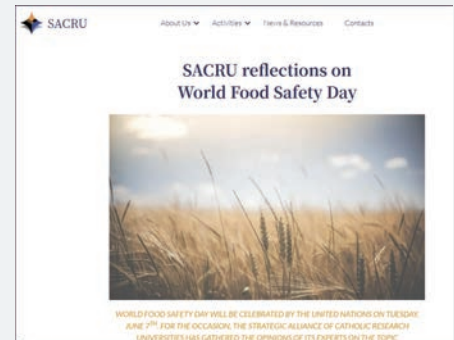 SACRU
About Us Activities News & Resources Contacts
SACRU reflections on
World Food Safety Day
WORLD FOOD SAFETY DAY WILL BE CELEBRATED BY THE UNITED NATIONS ON TUESDAY,
JUNE 7TH. FOR THE OCCASION, THE STRATEGIC ALLIANCE OF CATHOLIC RESEARCH
UNIVERSITIES HAS GATHERED THE OPINIONS OF ITS EXPERTS ON THE TOPIC